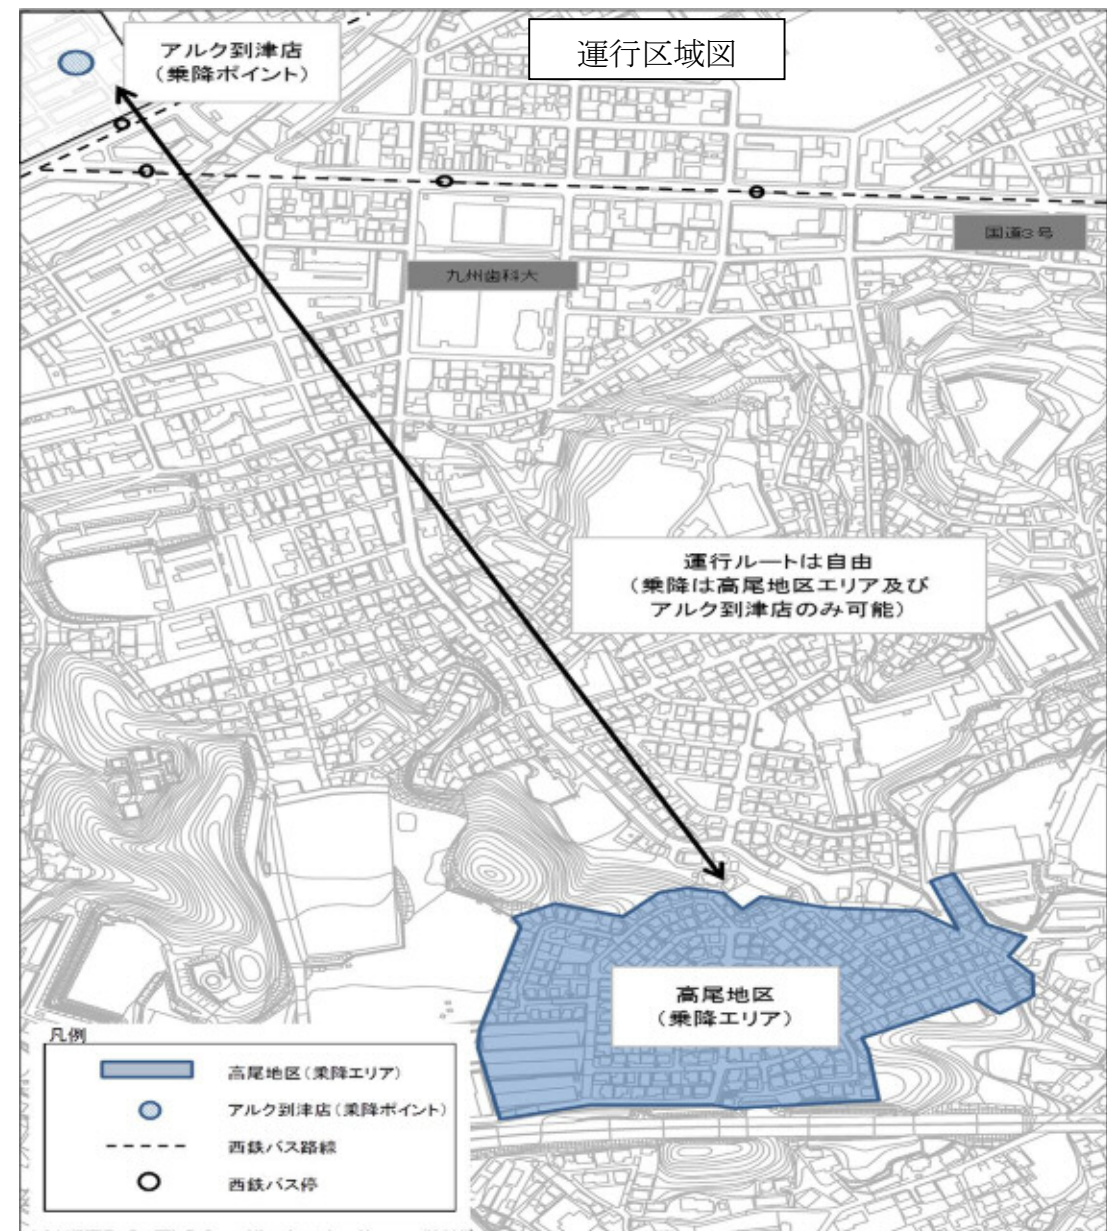 運行区域図
アルク到津店
(乗降ポイント)
国道3号
九州歯科大
運行ルートは自由
(乗降は高尾地区エリア及び
アルク到津店のみ可能)
高尾地区
(乗降エリア)
凡例
高尾地区(乗降エリア)
アルク到津店(乗降ポイント)
西鉄バス路線
西鉄バス停